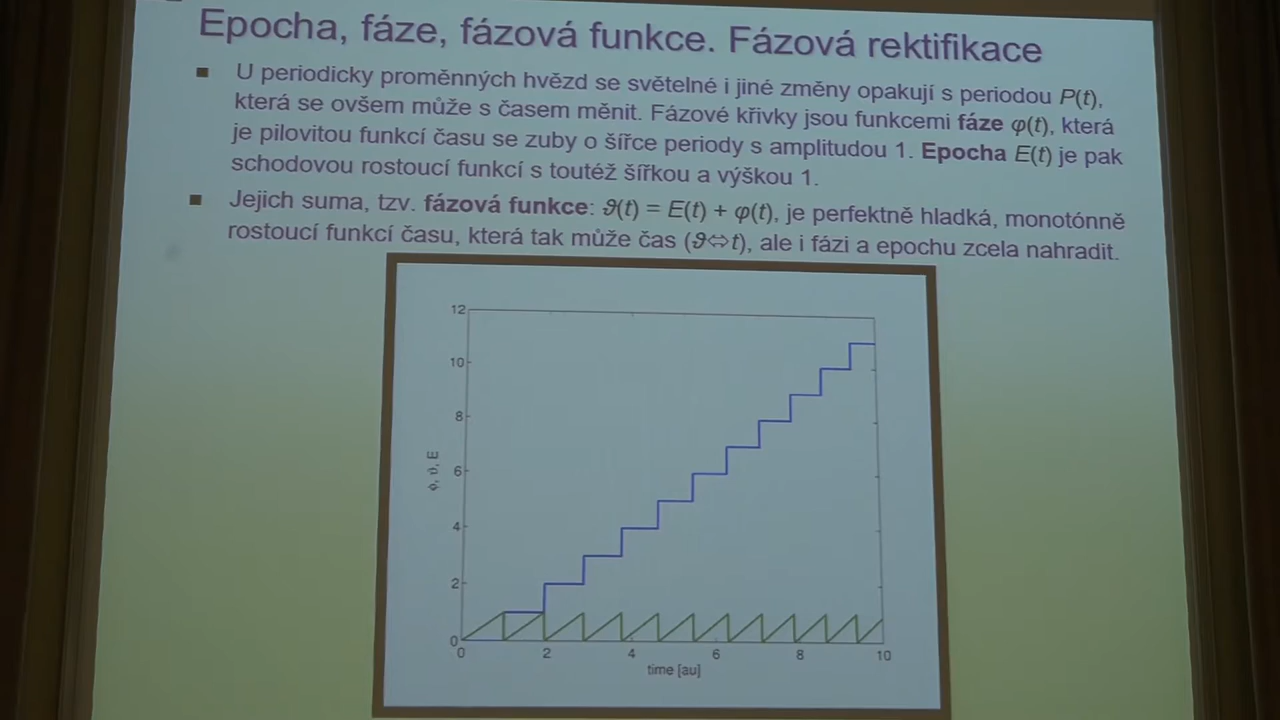 Epocha, fáze, fázová funkce. Fázová rektifikace
U periodicky proměnných hvězd se světelné i jiné změny opakují s periodou P(t),
která se ovšem může s časem měnit. Fázové křivky jsou funkcemi fáze φ(t), která
je pilovitou funkcí času se zuby o šířce periody s amplitudou 1. Epocha E(t) je pak
schodovou rostoucí funkcí s toutéž šířkou a výškou 1.
Jejich suma, tzv. fázová funkce: ϑ(t) = E(t) + φ(t), je perfektně hladká, monotónně
rostoucí funkcí času, která tak může čas (ϑ⇔t), ale i fázi a epochu zcela nahradit.
12
10
8
6
4
2
0
φ, ϑ, E
0 2 4 6 8 10
time [au]